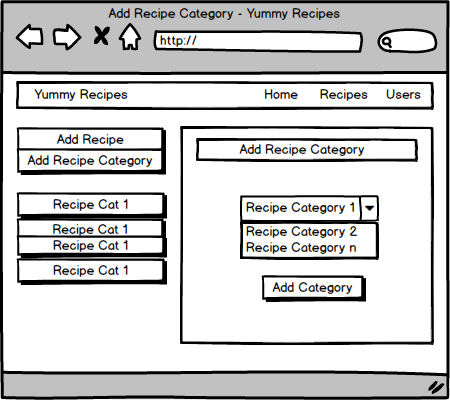 Add Recipe Category - Yummy Recipes
http://
Yummy Recipes Home Recipes Users
Add Recipe
Add Recipe Category
Recipe Cat 1
Recipe Cat 1
Recipe Cat 1
Recipe Cat 1
Add Recipe Category
Recipe Category 1
Recipe Category 2
Recipe Category n
Add Category